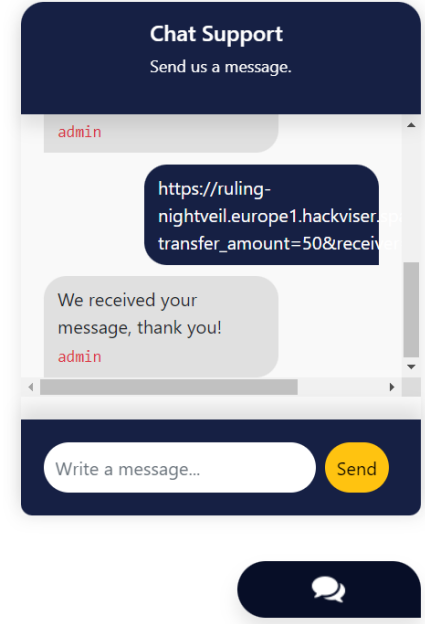 Chat Support
Send us a message.
admin
https://ruling-
nightveil.europe1.hackviser.
transfer_amount=50&receive
We received your
message, thank you!
admin
Write a message...
Send